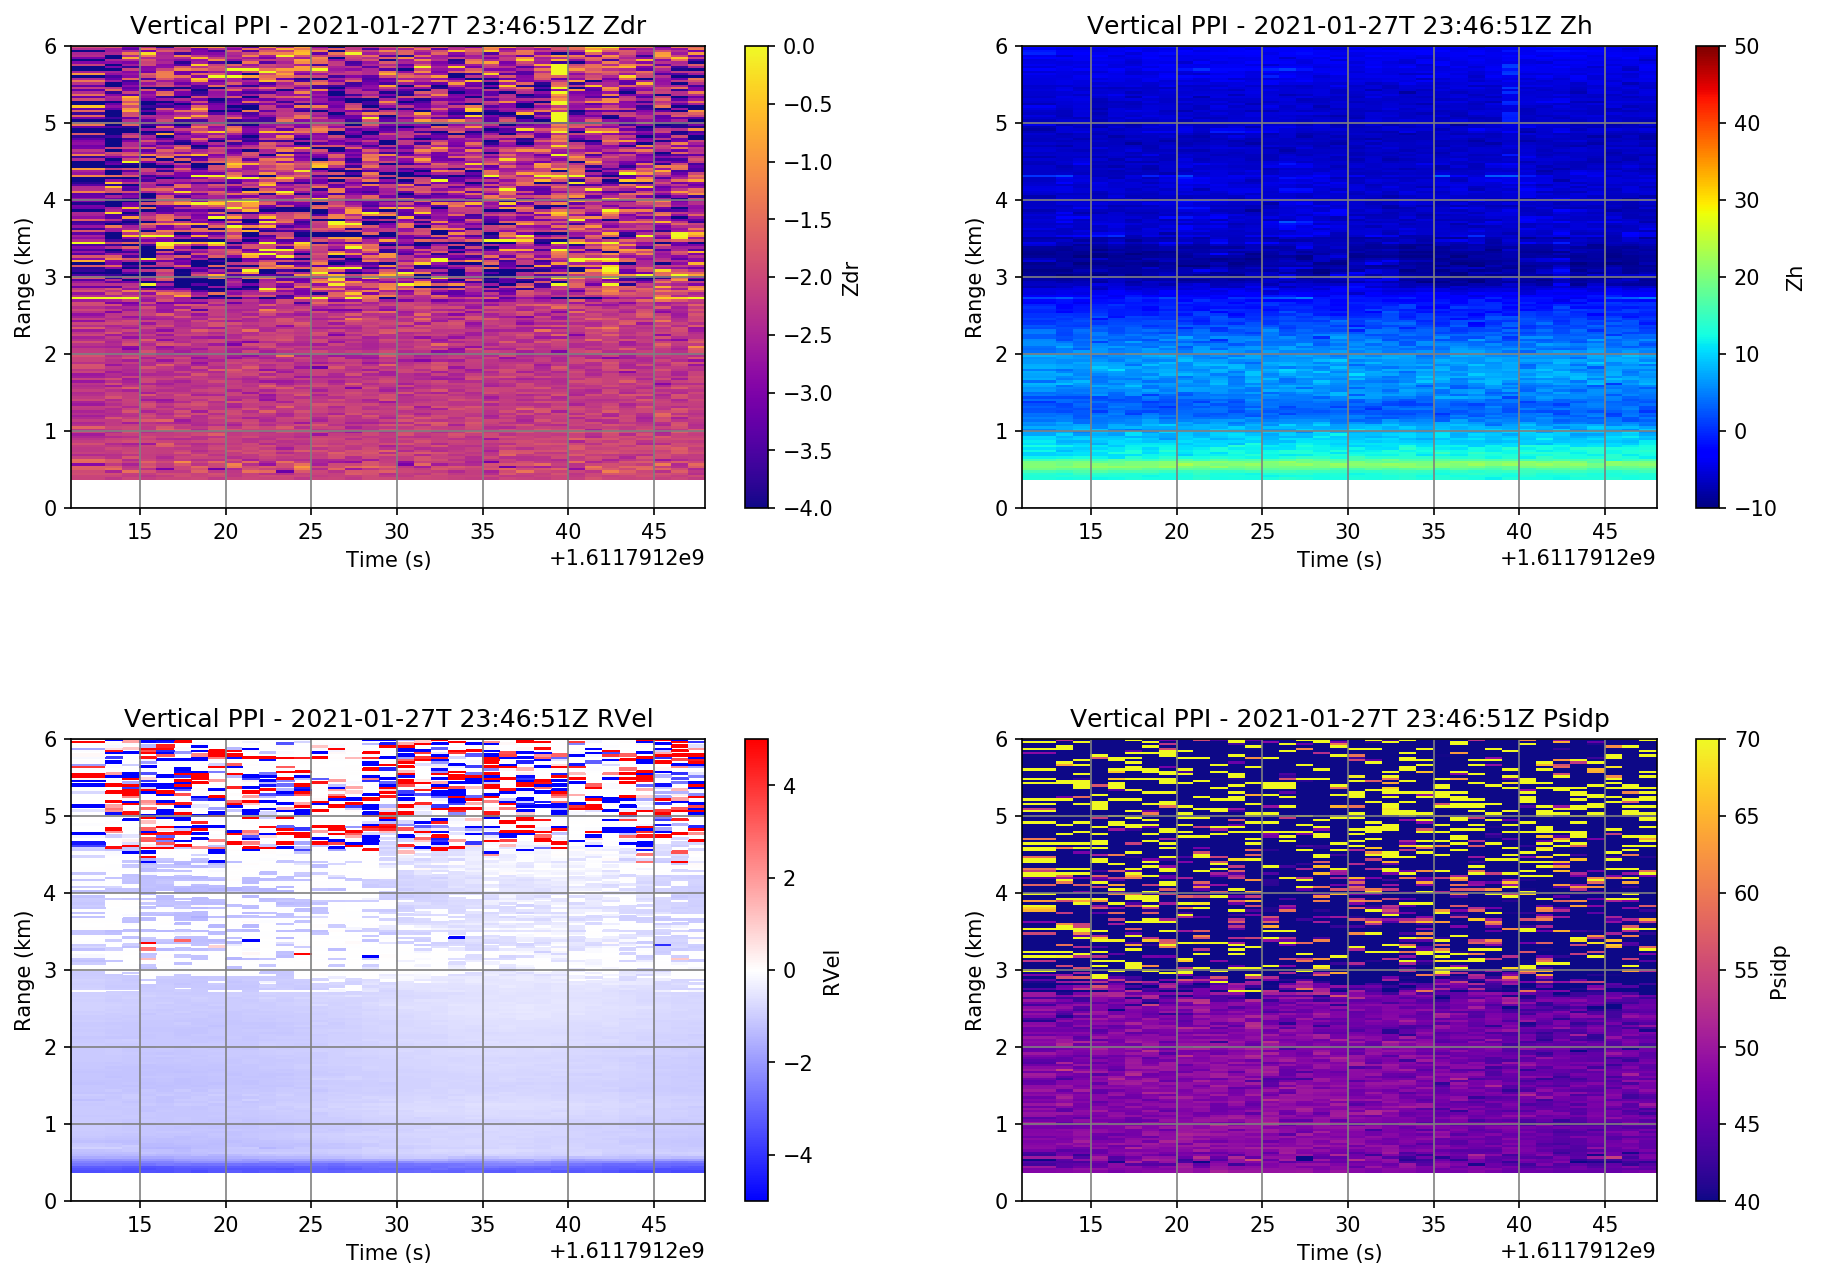 Vertical PPI - 2021-01-27T 23:46:51Z Zdr
6
5
4
3
2
1
0
Range (km)
15 20 25 30 35 40 45
Time (s)
+1.6117912e9
0.0
−0.5
−1.0
−1.5
−2.0
−2.5
−3.0
−3.5
−4.0
Zdr
Vertical PPI - 2021-01-27T 23:46:51Z Zh
6
5
4
3
2
1
0
Range (km)
15 20 25 30 35 40 45
Time (s)
+1.6117912e9
50
40
30
20
10
0
−10
Zh
Vertical PPI - 2021-01-27T 23:46:51Z RVel
6
5
4
3
2
1
0
Range (km)
15 20 25 30 35 40 45
Time (s)
+1.6117912e9
4
2
0
−2
−4
RVel
Vertical PPI - 2021-01-27T 23:46:51Z Psidp
6
5
4
3
2
1
0
Range (km)
15 20 25 30 35 40 45
Time (s)
+1.6117912e9
70
65
60
55
50
45
40
Psidp